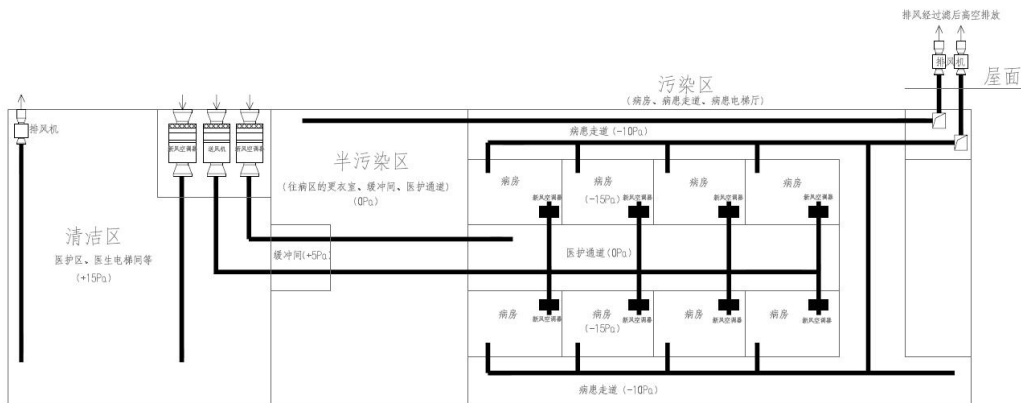 排风经过滤后高空排放
排风机
屋面
污染区
(病房、病患走道、病患电梯厅)
排风机
病患走道 (-10Pa)
新风空调器
送风机
新风空调器
半污染区
(往病区的更衣室、缓冲间、医护通道)
(0Pa)
病房
病房
(-15Pa)
病房
病房
新风空调器
新风空调器
新风空调器
新风空调器
清洁区
医护区、医生电梯间等
(+15Pa)
缓冲间(+5Pa)
医护通道(0Pa)
病房
病房
(-15Pa)
病房
病房
新风空调器
新风空调器
新风空调器
新风空调器
病患走道 (-10Pa)